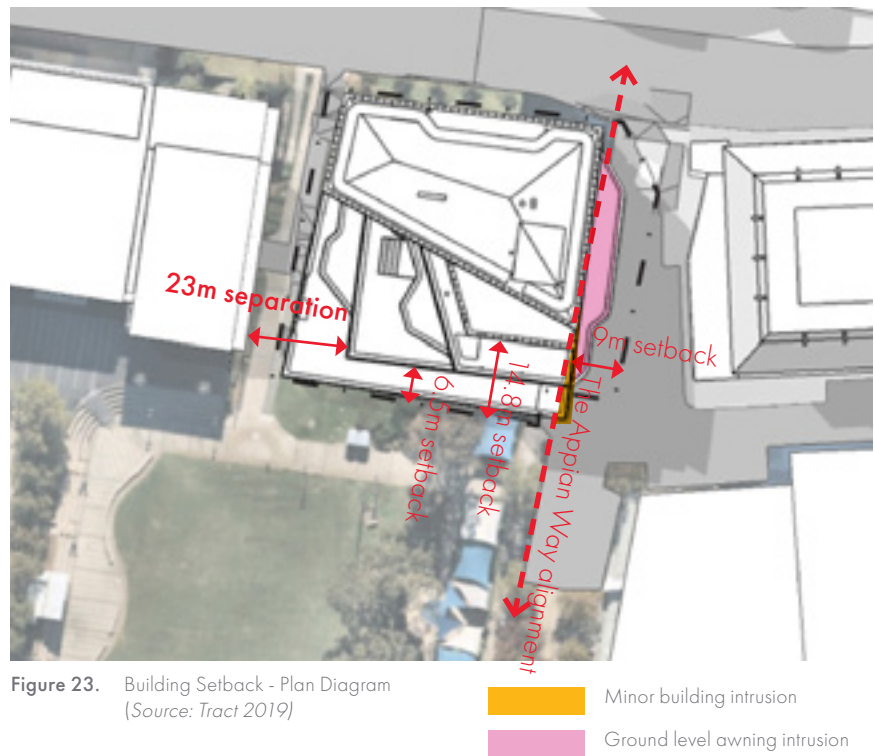 23m separation
9m setback
14.8m setback
6.5m setback
The Appian Way alignment
Figure 23. Building Setback - Plan Diagram
(Source: Tract 2019)
Minor building intrusion
Ground level awning intrusion